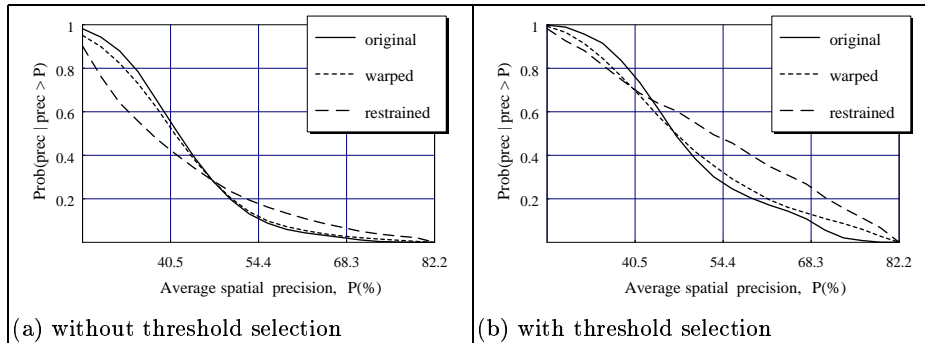 1
0.8
0.6
0.4
0.2
Prob(prec | prec > P)
original
warped
restrained
40.5 54.4 68.3 82.2
Average spatial precision, P(%)
(a) without threshold selection
1
0.8
0.6
0.4
0.2
Prob(prec | prec > P)
original
warped
restrained
40.5 54.4 68.3 82.2
Average spatial precision, P(%)
(b) with threshold selection